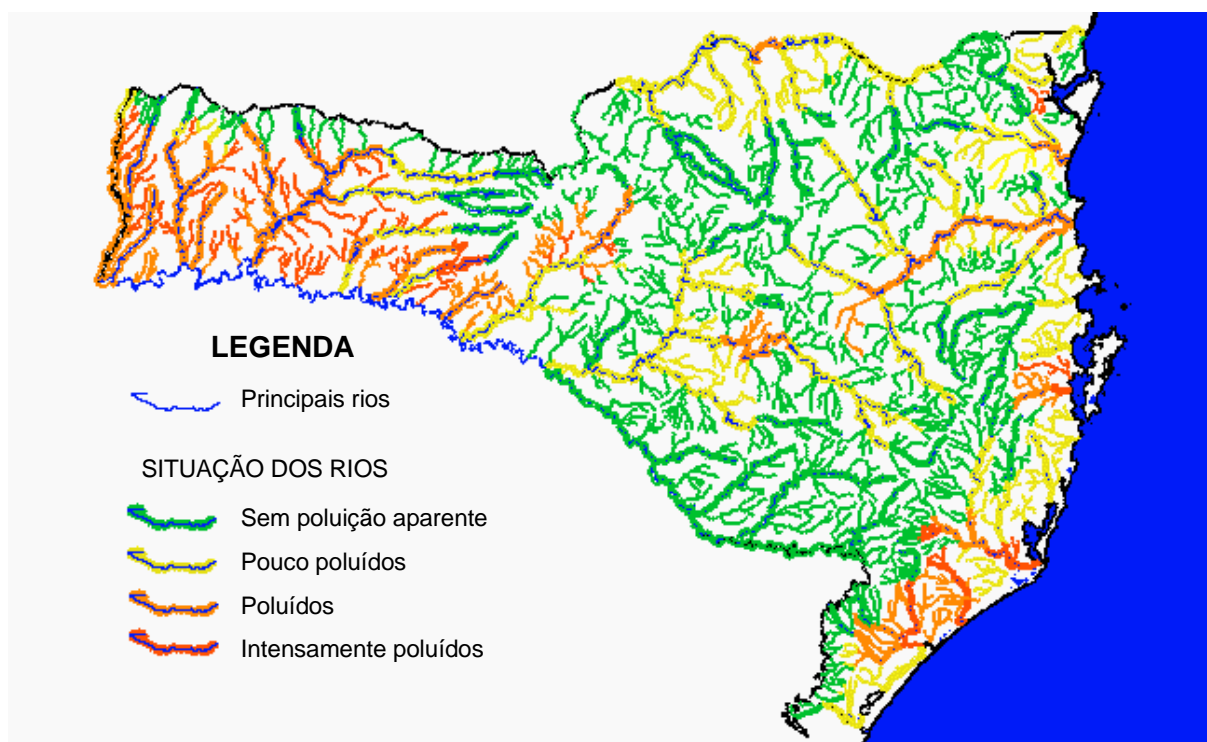 LEGENDA
Principais rios
SITUAÇÃO DOS RIOS
Sem poluição aparente
Pouco poluídos
Poluídos
Intensamente poluídos